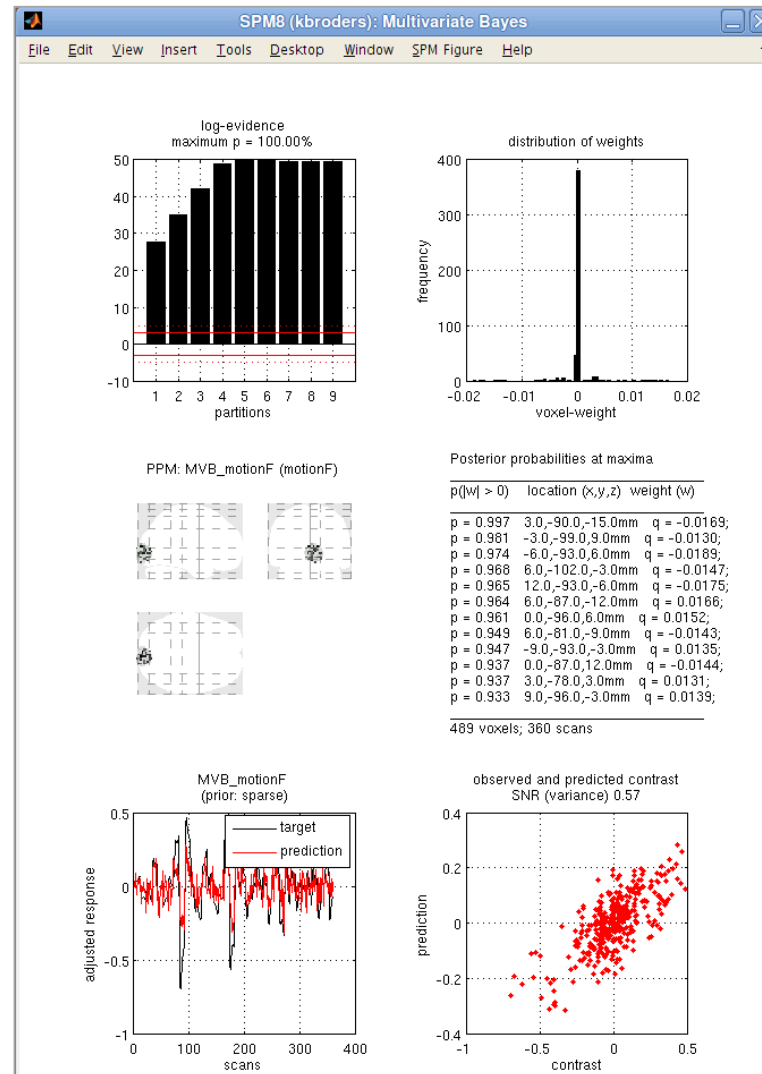 SPM8 (kbroders): Multivariate Bayes
File Edit View Insert Tools Desktop Window SPM Figure Help
log-evidence
maximum p = 100.00%
50
40
30
20
10
0
-10
1 2 3 4 5 6 7 8 9
partitions
distribution of weights
400
300
200
100
0
frequency
-0.02 -0.01 0 0.01 0.02
voxel-weight
PPM: MVB_motionF (motionF)
Posterior probabilities at maxima
p(|w| > 0) location (x,y,z) weight (w)
p = 0.997 3.0,-90.0,-15.0mm q = -0.0169;
p = 0.981 -3.0,-99.0,9.0mm q = -0.0130;
p = 0.974 -6.0,-93.0,6.0mm q = -0.0189;
p = 0.968 6.0,-102.0,-3.0mm q = -0.0147;
p = 0.965 12.0,-93.0,-6.0mm q = -0.0175;
p = 0.964 6.0,-87.0,-12.0mm q = 0.0166;
p = 0.961 0.0,-96.0,6.0mm q = 0.0152;
p = 0.949 6.0,-81.0,-9.0mm q = -0.0143;
p = 0.947 -9.0,-93.0,-3.0mm q = 0.0135;
p = 0.937 0.0,-87.0,12.0mm q = -0.0144;
p = 0.937 3.0,-78.0,3.0mm q = 0.0131;
p = 0.933 9.0,-96.0,-3.0mm q = 0.0139;
489 voxels; 360 scans
MVB_motionF
(prior: sparse)
0.5
0
-0.5
-1
adjusted response
target
prediction
0 100 200 300 400
scans
observed and predicted contrast
SNR (variance) 0.57
0.4
0.2
0
-0.2
-0.4
prediction
-1 -0.5 0 0.5
contrast